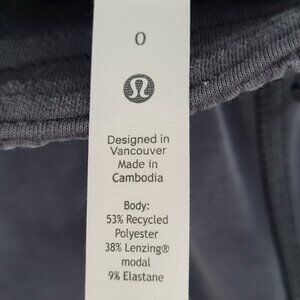 0
Designed in
Vancouver
Made in
Cambodia
Body:
53% Recycled
Polyester
38% Lenzing®
modal
9% Elastane